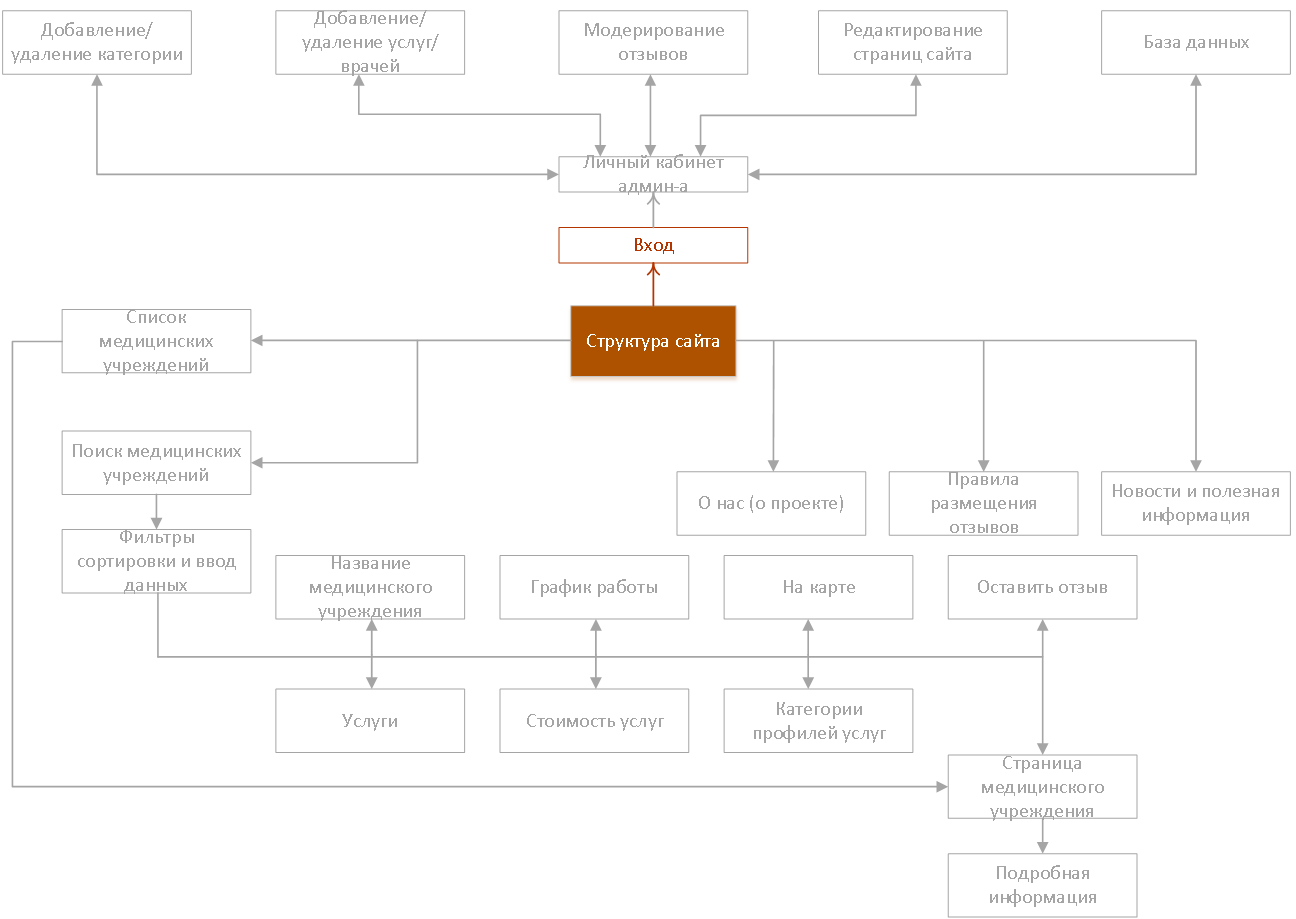 Добавление/
удаление категории
Добавление/
удаление услуг/
врачей
Модерирование
отзывов
Редактирование
страниц сайта
База данных
Личный кабинет
админ-а
Вход
Структура сайта
Список
медицинских
учреждений
Поиск медицинских
учреждений
Фильтры
сортировки и ввод
данных
О нас (о проекте)
Правила
размещения
отзывов
Новости и полезная
информация
Название
медицинского
учреждения
График работы
На карте
Оставить отзыв
Услуги
Стоимость услуг
Категории
профилей услуг
Страница
медицинского
учреждения
Подробная
информация